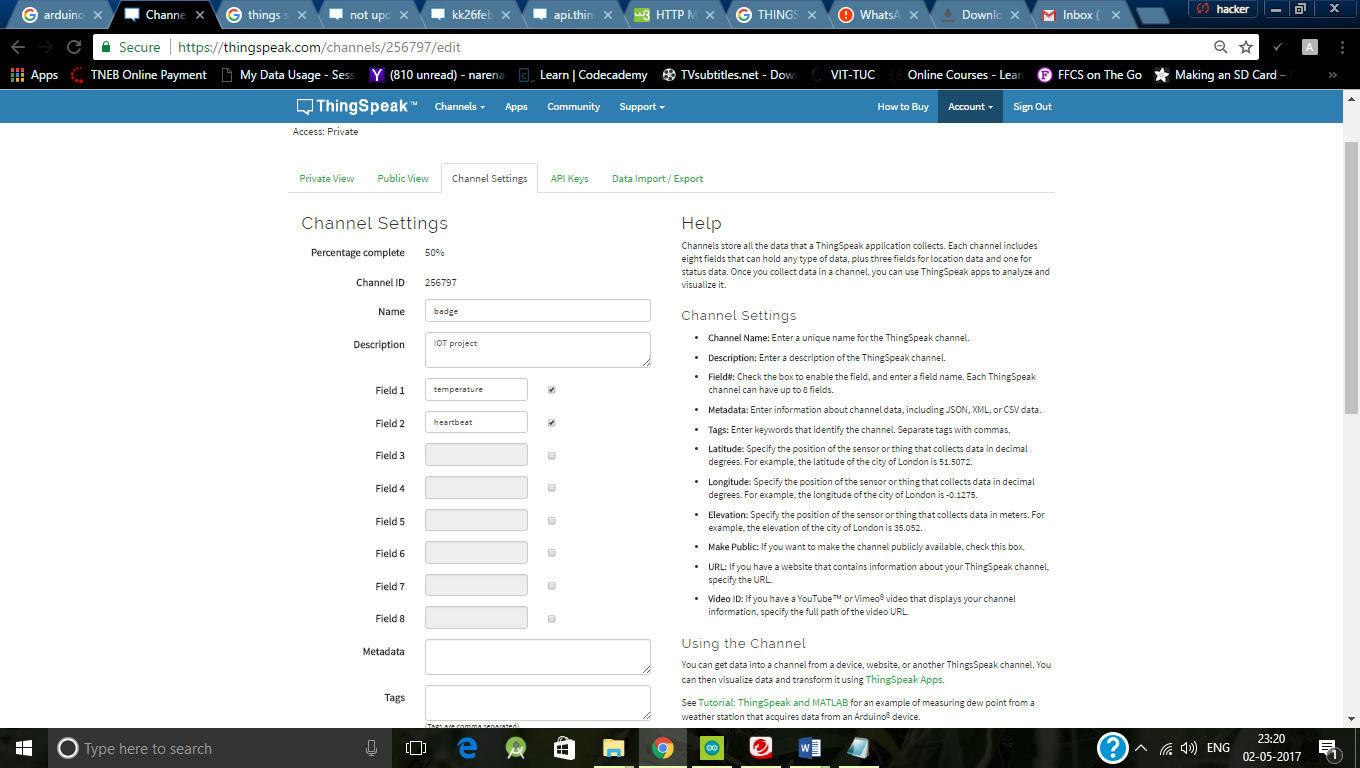 arduino
Channe
things s
not upd
kk26feb
api.thin
HTTP M
THINGS
WhatsA
Downlo
Inbox (
hacker
Secure
https://thingspeak.com/channels/256797/edit
Apps
TNEB Online Payment
My Data Usage - Sess
(810 unread) - narena
Learn | Codecademy
TVsubtitles.net - Dow
VIT-TUC
Online Courses - Lear
FFCS on The Go
Making an SD Card –
»
ThingSpeak™
Channels
Apps
Community
Support
How to Buy
Account
Sign Out
Access: Private
Private View
Public View
Channel Settings
API Keys
Data Import / Export
Channel Settings
Percentage complete 50%
Channel ID 256797
Name badge
Description IOT project
Field 1 temperature
Field 2 heartbeat
Field 3
Field 4
Field 5
Field 6
Field 7
Field 8
Metadata
Tags
(Tags are comma separated)
Help
Channels store all the data that a ThingSpeak application collects. Each channel includes
eight fields that can hold any type of data, plus three fields for location data and one for
status data. Once you collect data in a channel, you can use ThingSpeak apps to analyze and
visualize it.
Channel Settings
• Channel Name: Enter a unique name for the ThingSpeak channel.
• Description: Enter a description of the ThingSpeak channel.
• Field#: Check the box to enable the field, and enter a field name. Each ThingSpeak
channel can have up to 8 fields.
• Metadata: Enter information about channel data, including JSON, XML, or CSV data.
• Tags: Enter keywords that identify the channel. Separate tags with commas.
• Latitude: Specify the position of the sensor or thing that collects data in decimal
degrees. For example, the latitude of the city of London is 51.5072.
• Longitude: Specify the position of the sensor or thing that collects data in decimal
degrees. For example, the longitude of the city of London is -0.1275.
• Elevation: Specify the position of the sensor or thing that collects data in meters. For
example, the elevation of the city of London is 35.052.
• Make Public: If you want to make the channel publicly available, check this box.
• URL: If you have a website that contains information about your ThingSpeak channel,
specify the URL.
• Video ID: If you have a YouTube™ or Vimeo® video that displays your channel
information, specify the full path of the video URL.
Using the Channel
You can get data into a channel from a device, website, or another ThingsSpeak channel. You
can then visualize data and transform it using ThingSpeak Apps.
See Tutorial: ThingSpeak and MATLAB for an example of measuring dew point from a
weather station that acquires data from an Arduino® device.
Type here to search
ENG
23:20
02-05-2017
1